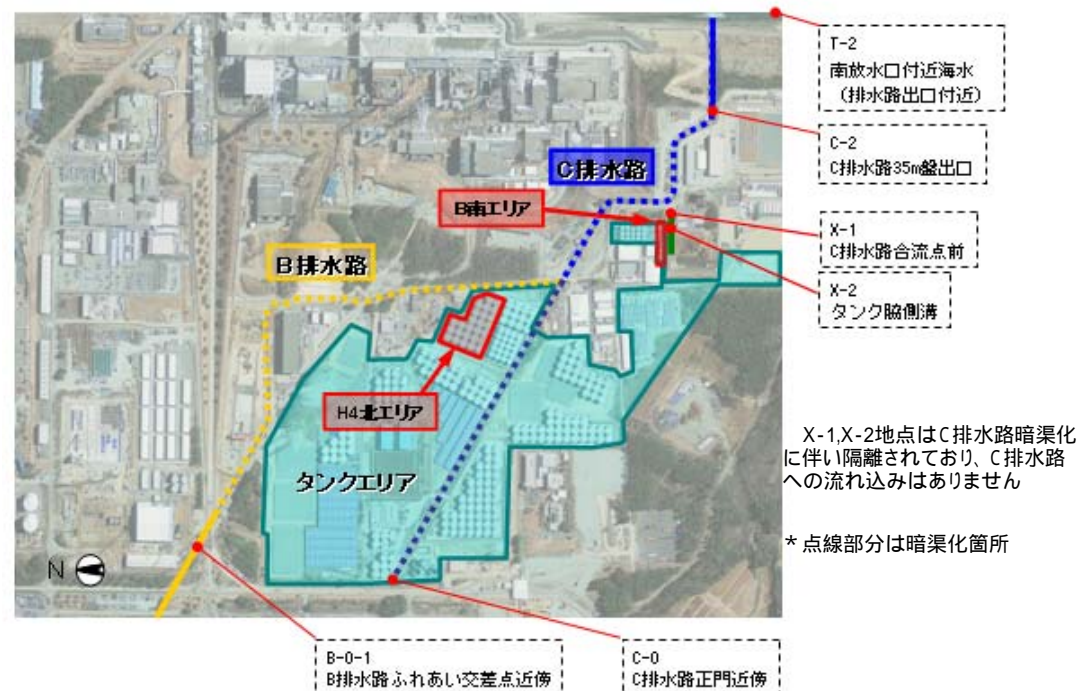 T-2
南放水口付近海水
（排水路出口付近）
C-2
C排水路35m盤出口
C排水路
B南エリア
X-1
C排水路合流点前
B排水路
X-2
タンク脇側溝
H4北エリア
タンクエリア
X-1,X-2地点はC排水路暗渠化
に伴い隔離されており、C排水路
への流れ込みはありません
*点線部分は暗渠化箇所
N
B-0-1
B排水路ふれあい交差点近傍
C-0
C排水路正門近傍